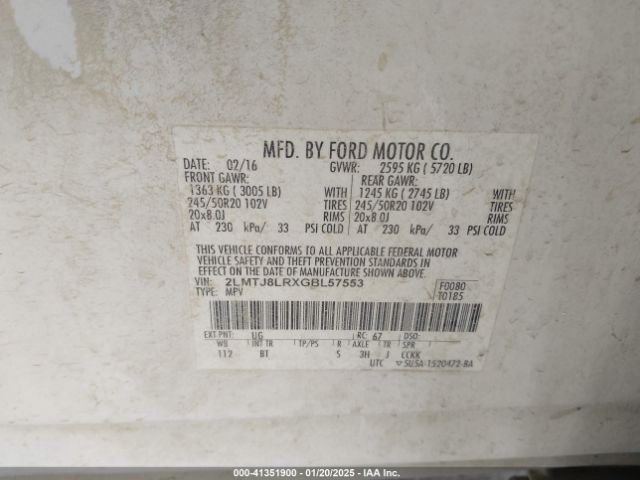 MFD. BY FORD MOTOR CO.
DATE: 02/16 GVWR: 2595 KG ( 5720 LB)
FRONT GAWR: REAR GAWR:
1363 KG ( 3005 LB) WITH 1245 KG ( 2745 LB) WITH
245/50R20 102V TIRES 245/50R20 102V TIRES
20x8.0J RIMS 20x8.0J RIMS
AT 230 kPa/ 33 PSI COLD AT 230 kPa/ 33 PSI COLD
THIS VEHICLE CONFORMS TO ALL APPLICABLE FEDERAL MOTOR
VEHICLE SAFETY AND THEFT PREVENTION STANDARDS IN
EFFECT ON THE DATE OF MANUFACTURE SHOWN ABOVE.
VIN: 2LMTJ8LRXGBL57553 F0080
TYPE: MPV T0185
EXT PNT: UG RC: 67 DSO:
WB INT TR TP/PS R AXLE TR SPR
112 BT S 3H J CCKK
UTC ▽ SU5A-1520472-BA
000-41351900 - 01/20/2025 - IAA Inc.